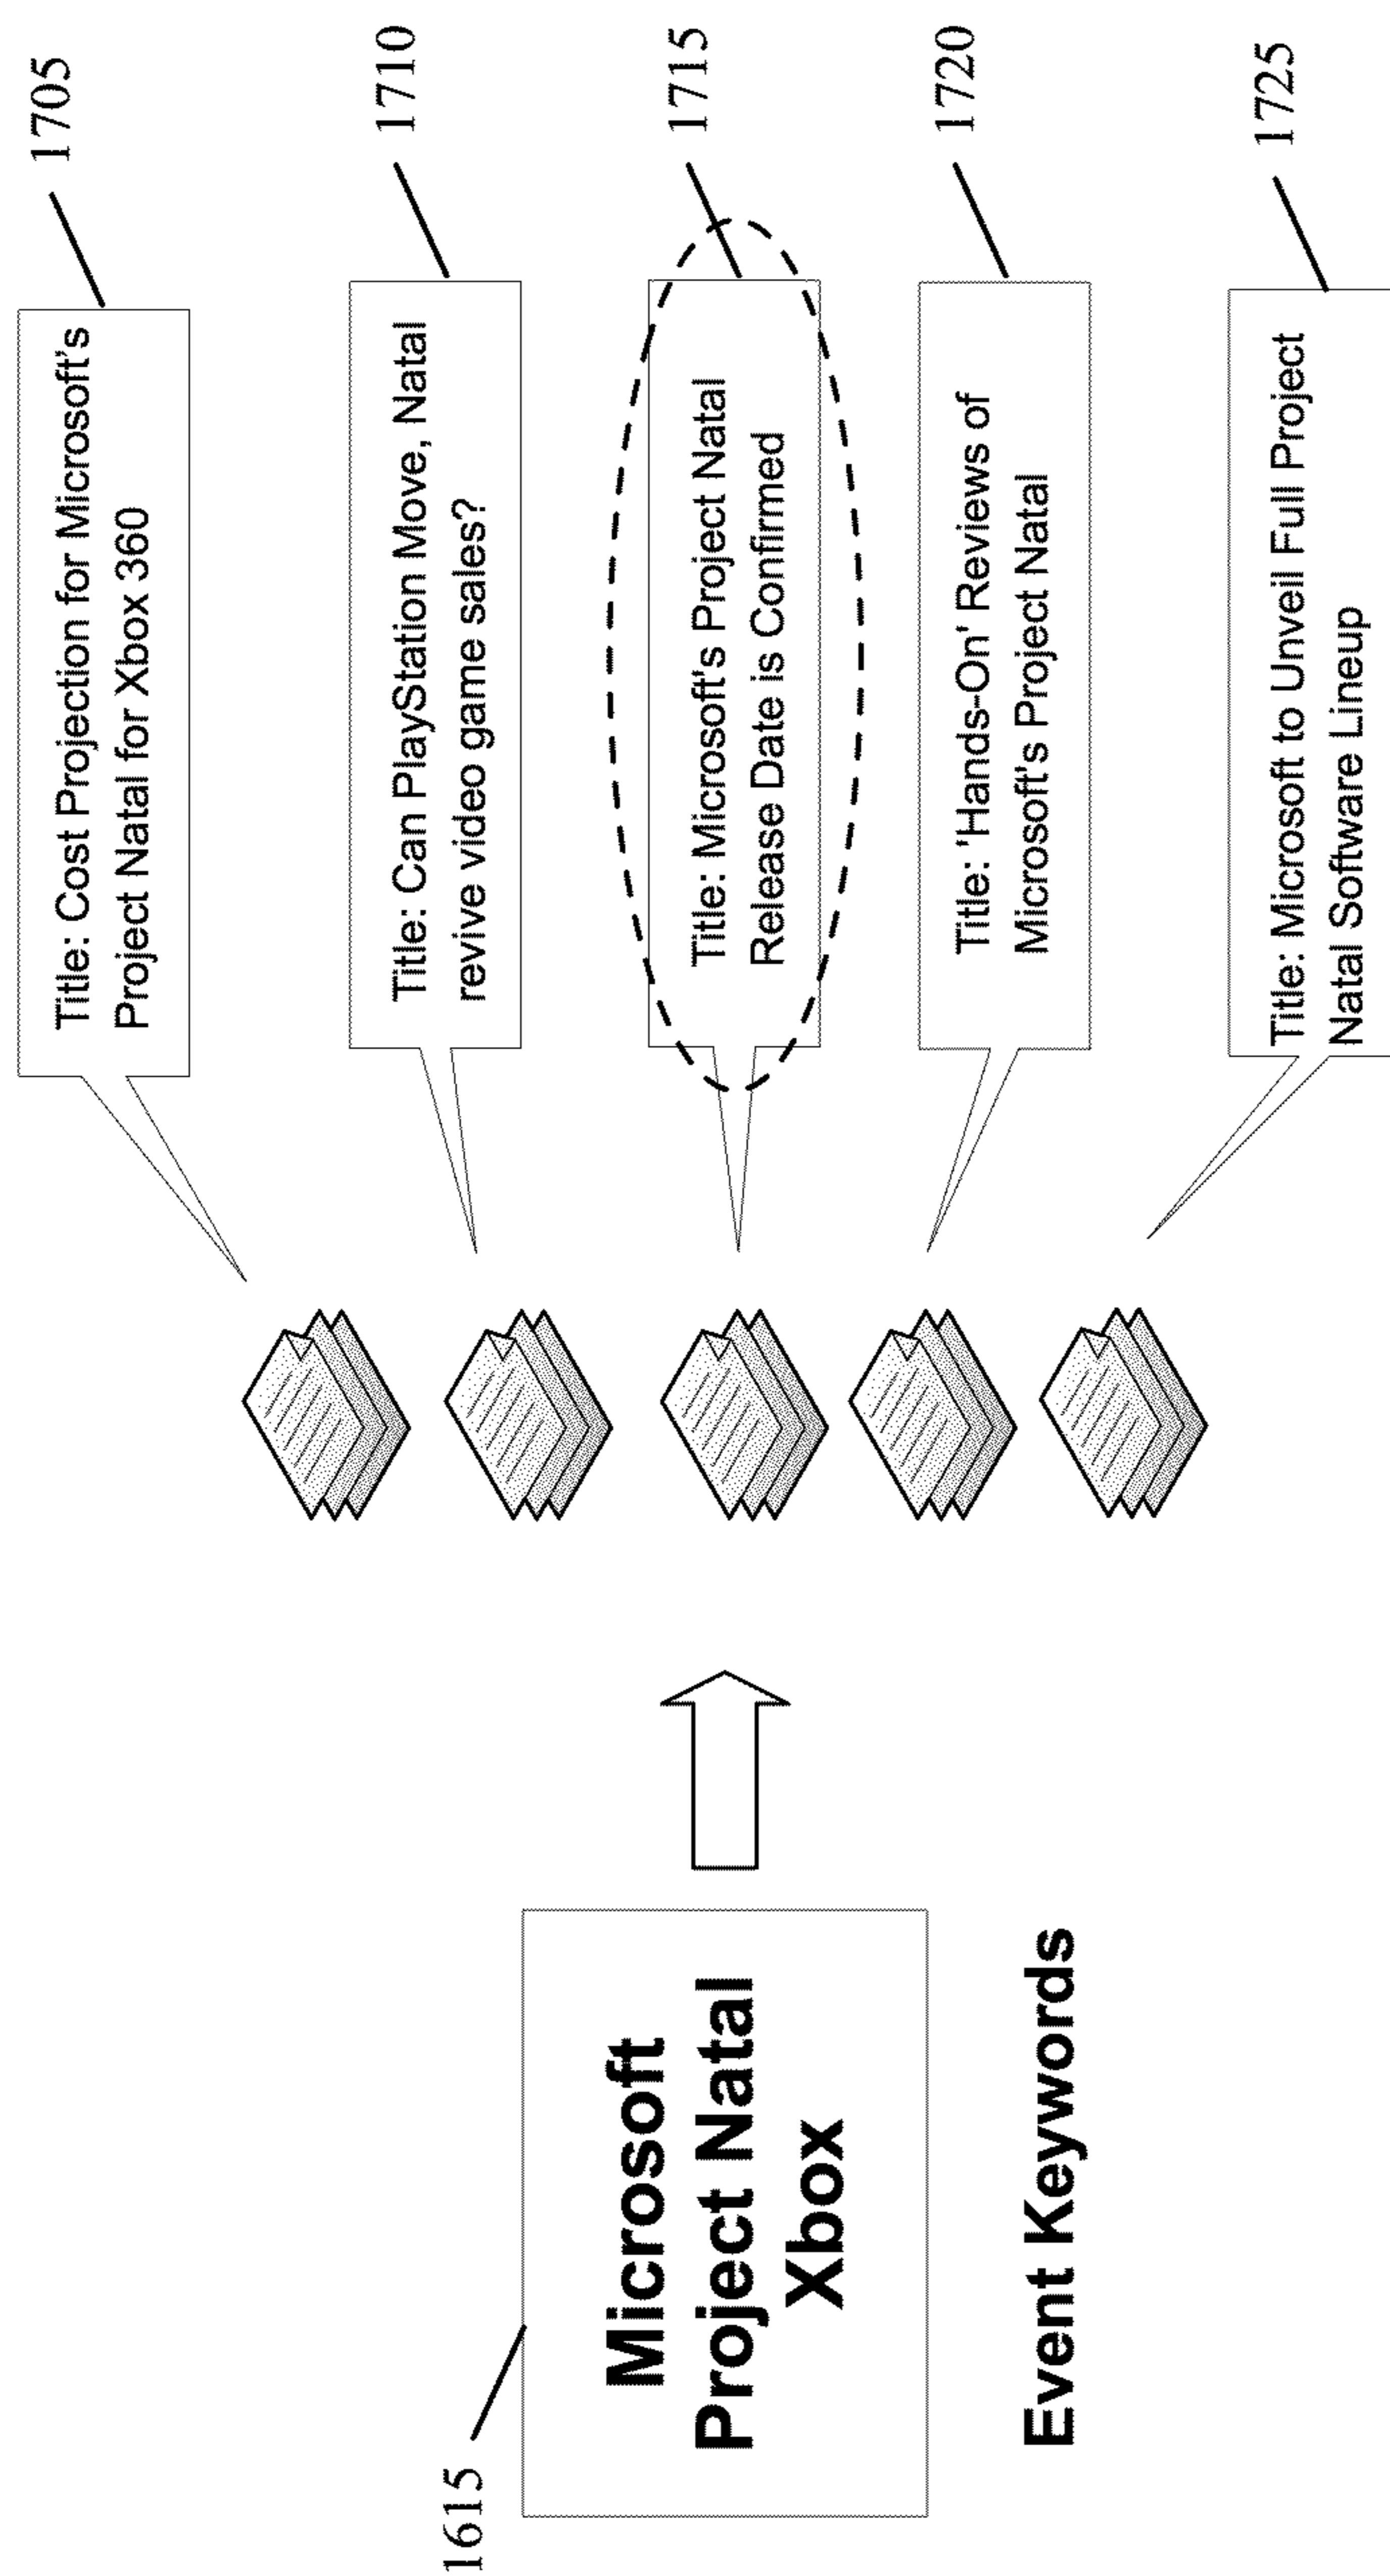 1615
Microsoft
Project Natal
Xbox
Event Keywords
Title: Cost Projection for Microsoft's
Project Natal for Xbox 360
1705
Title: Can PlayStation Move, Natal
revive video game sales?
1710
Title: Microsoft's Project Natal
Release Date is Confirmed
1715
Title: 'Hands-On' Reviews of
Microsoft's Project Natal
1720
Title: Microsoft to Unveil Full Project
Natal Software Lineup
1725